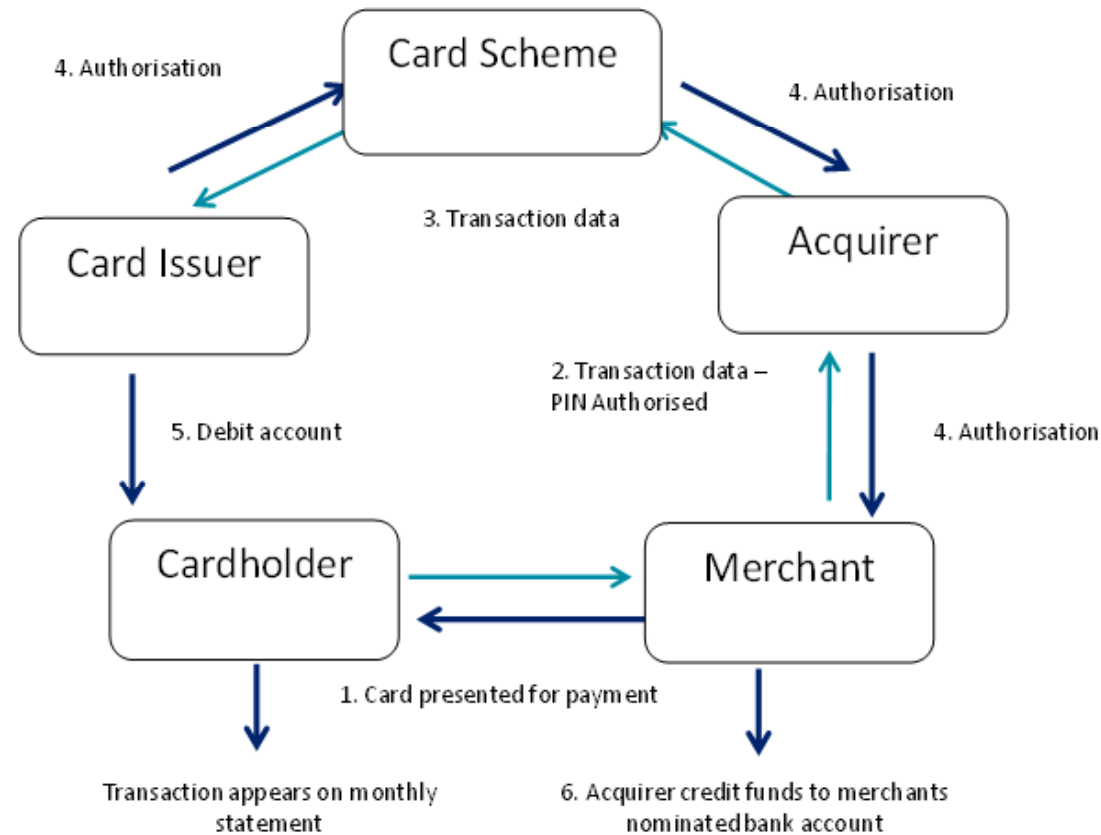 Card Scheme
4. Authorisation
4. Authorisation
3. Transaction data
Card Issuer
Acquirer
2. Transaction data –
PIN Authorised
5. Debit account
4. Authorisation
Cardholder
Merchant
1. Card presented for payment
Transaction appears on monthly
statement
6. Acquirer credit funds to merchants
nominated bank account